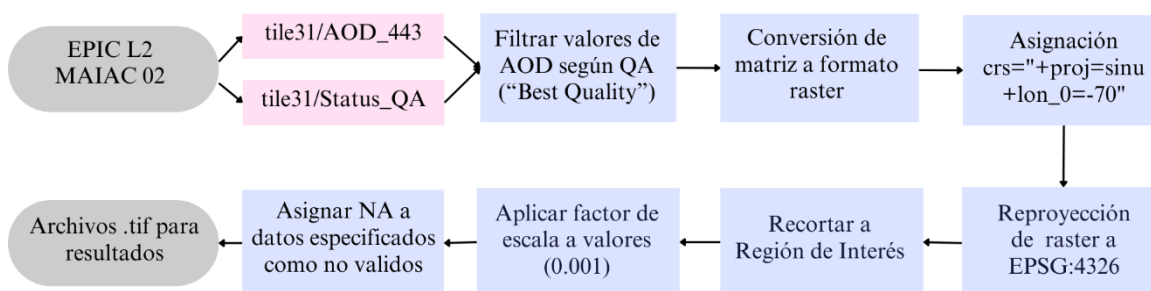 EPIC L2
MAIAC 02
tile31/AOD_443
tile31/Status_QA
Filtrar valores de
AOD según QA
(“Best Quality”)
Conversión de
matriz a formato
raster
Asignación
crs="+proj=sinu
+lon_0=-70"
Reproyección
de raster a
EPSG:4326
Recortar a
Región de Interés
Aplicar factor de
escala a valores
(0.001)
Asignar NA a
datos especificados
como no validos
Archivos .tif para
resultados